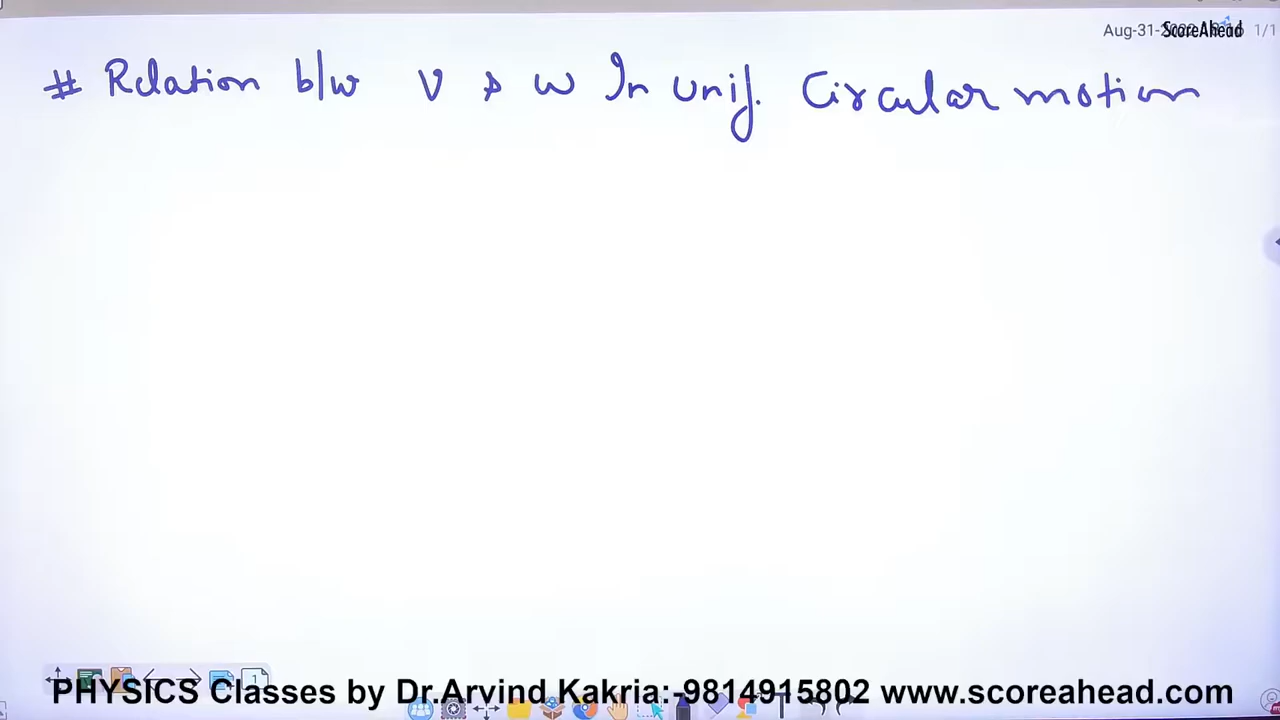 Aug-31- ScoreAhead 1/1
# Relation b/w V & ω In unif. Circular motion
1
PHYSICS Classes by Dr.Arvind Kakria:-9814915802 www.scoreahead.com